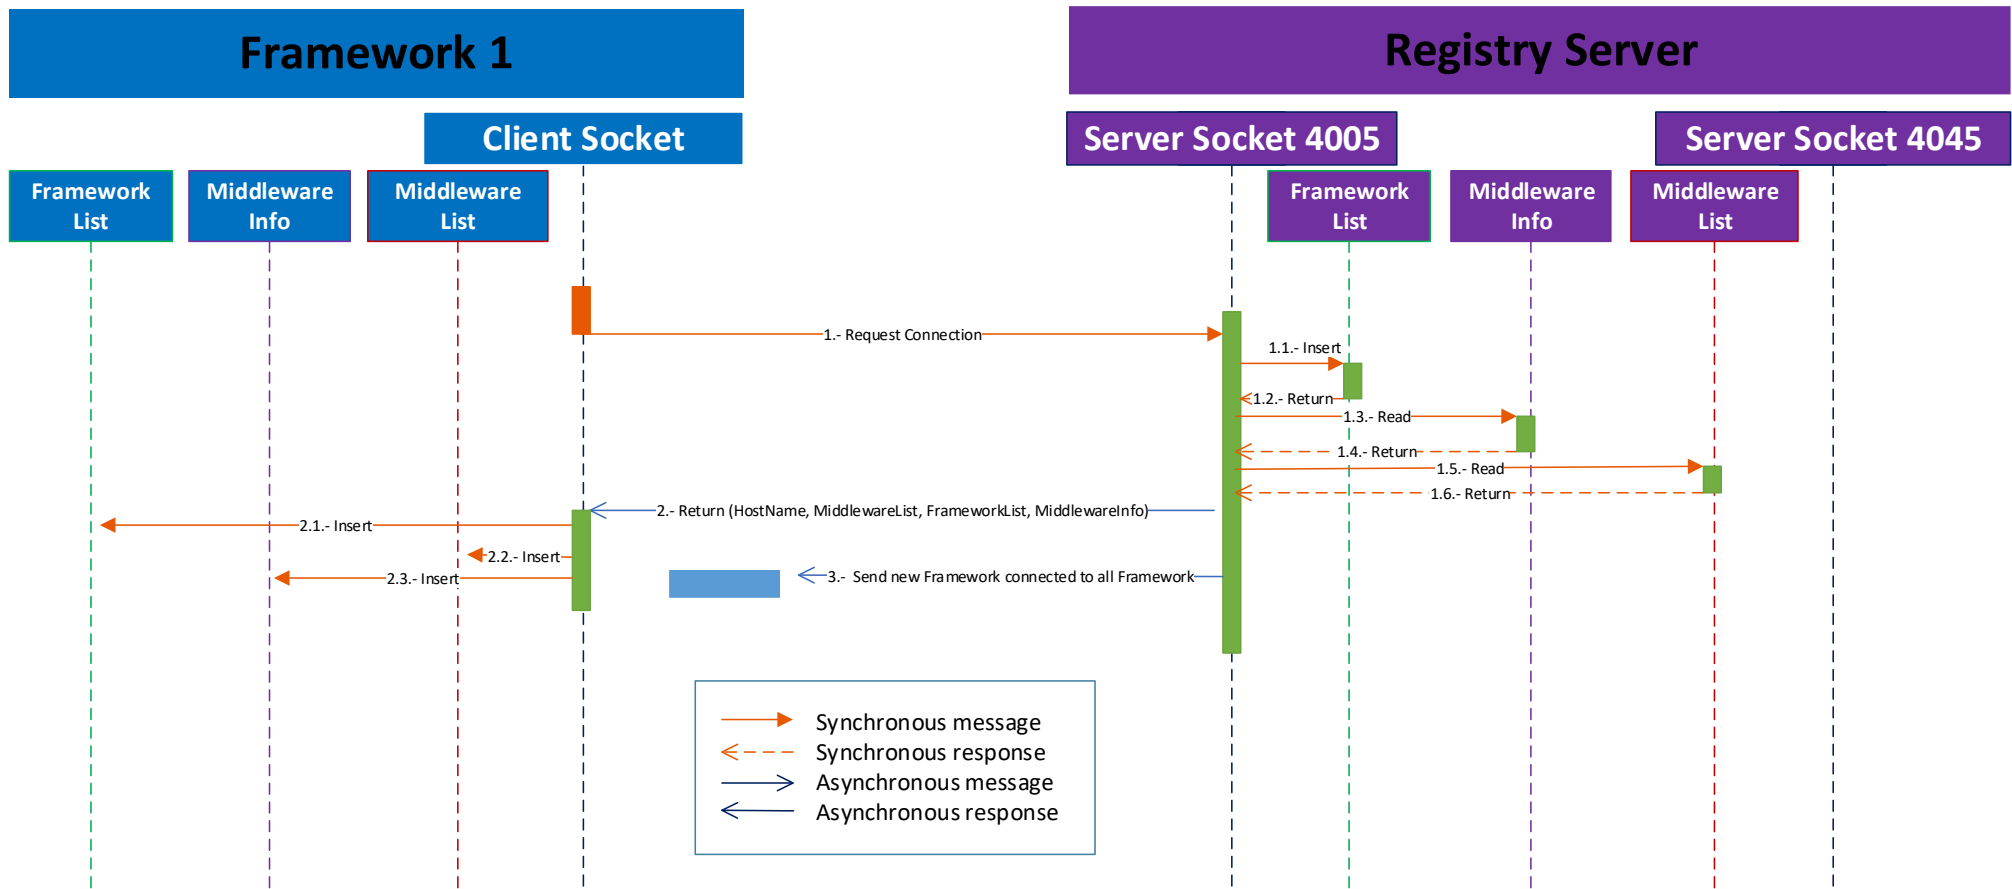 Framework 1
Registry Server
Client Socket
Server Socket 4005
Server Socket 4045
Framework
List
Middleware
Info
Middleware
List
Framework
List
Middleware
Info
Middleware
List
1.- Request Connection
1.1.- Insert
1.2.- Return
1.3.- Read
1.4.- Return
1.5.- Read
1.6.- Return
2.- Return (HostName, MiddlewareList, FrameworkList, MiddlewareInfo)
2.1.- Insert
2.2.- Insert
2.3.- Insert
3.- Send new Framework connected to all Framework
Synchronous message
Synchronous response
Asynchronous message
Asynchronous response